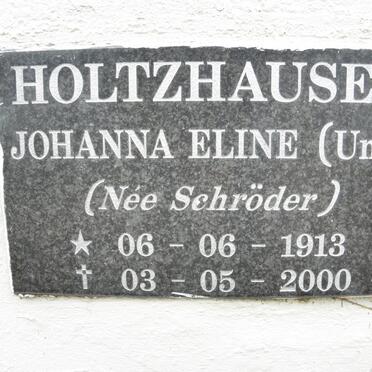 HOLTZHAUSE
JOHANNA ELINE (Un
(Née Schröder)
★ 06 - 06 - 1913
✝ 03 - 05 - 2000